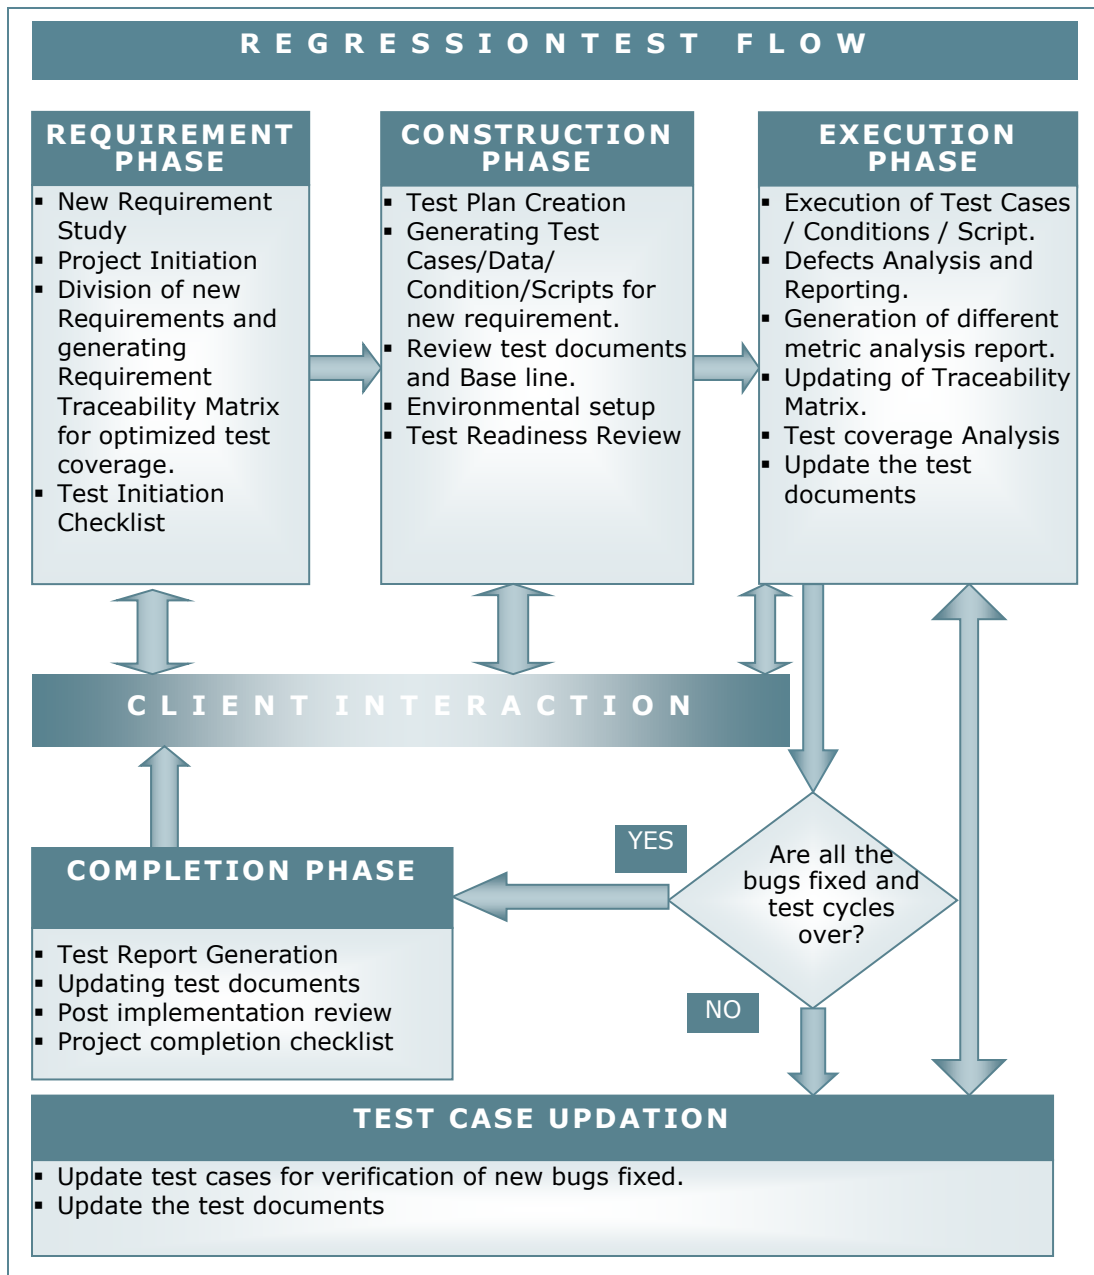 REGRESSIONTEST FLOW
REQUIREMENT
PHASE
▪ New Requirement
Study
▪ Project Initiation
▪ Division of new
Requirements and
generating
Requirement
Traceability Matrix
for optimized test
coverage.
▪ Test Initiation
Checklist
CONSTRUCTION
PHASE
▪ Test Plan Creation
▪ Generating Test
Cases/Data/
Condition/Scripts for
new requirement.
▪ Review test documents
and Base line.
▪ Environmental setup
▪ Test Readiness Review
EXECUTION
PHASE
▪ Execution of Test Cases
/ Conditions / Script.
▪ Defects Analysis and
Reporting.
▪ Generation of different
metric analysis report.
▪ Updating of Traceability
Matrix.
▪ Test coverage Analysis
▪ Update the test
documents
CLIENT INTERACTION
YES
Are all the
bugs fixed and
test cycles
over?
NO
COMPLETION PHASE
▪ Test Report Generation
▪ Updating test documents
▪ Post implementation review
▪ Project completion checklist
TEST CASE UPDATION
▪ Update test cases for verification of new bugs fixed.
▪ Update the test documents